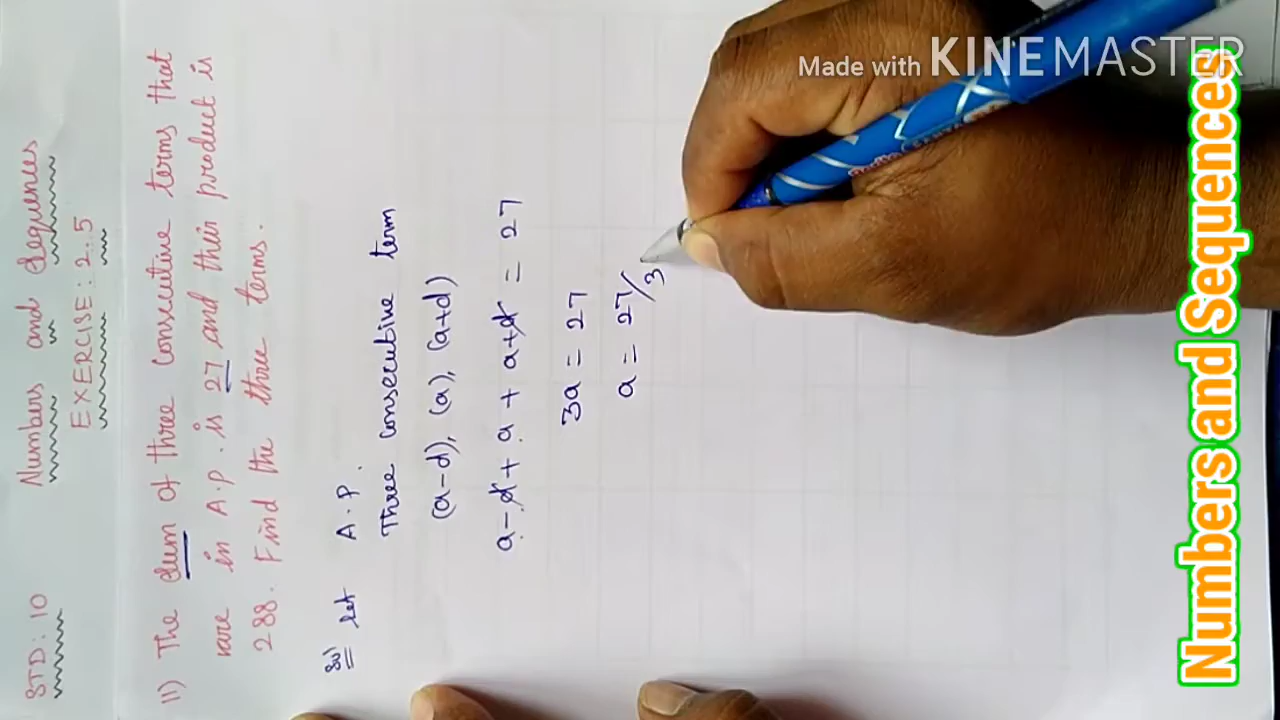 STD: 10 Numbers and Sequences
EXERCISE: 2.5
11) The sum of three consecutive terms that
are in A.P. is 27 and their product is
288. Find the three terms.
Sol) let A.P.
Three consecutive term
(a-d), (a), (a+d)
a-d+a+a+d = 27
3a = 27
a = 27/3
Made with KINEMASTER
Numbers and Sequences